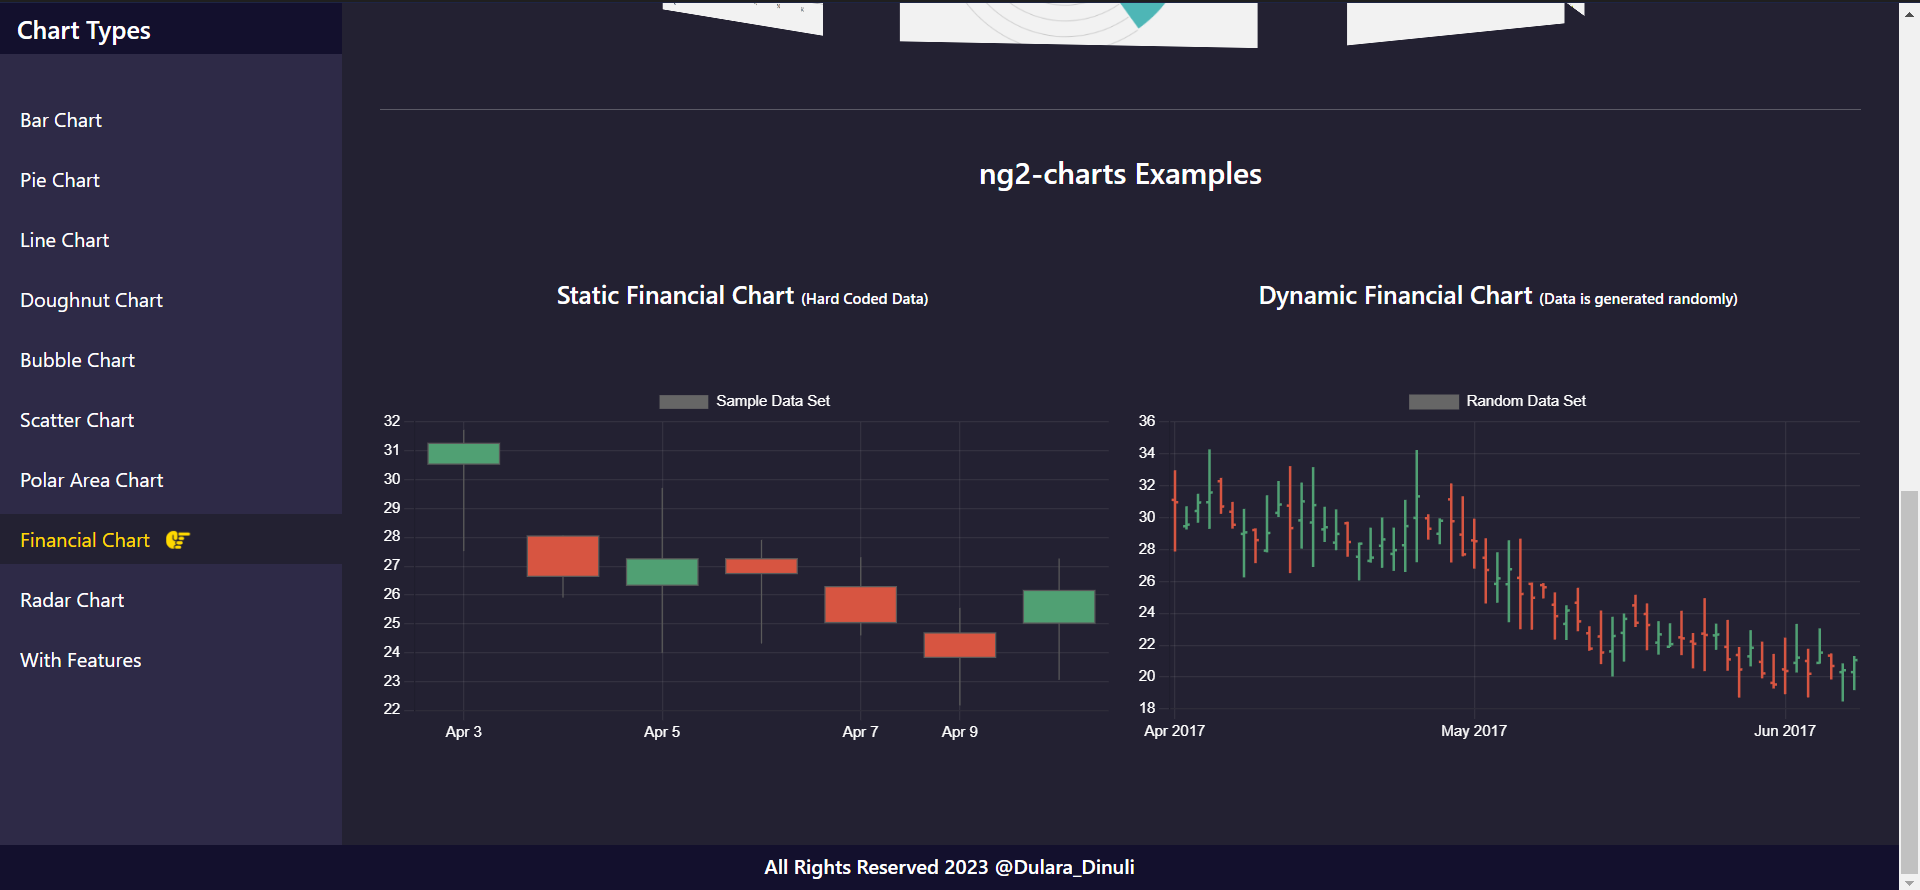 Chart Types
Bar Chart
Pie Chart
Line Chart
Doughnut Chart
Bubble Chart
Scatter Chart
Polar Area Chart
Financial Chart
Radar Chart
With Features
ng2-charts Examples
Static Financial Chart (Hard Coded Data)
Sample Data Set
32
31
30
29
28
27
26
25
24
23
22
Apr 3 Apr 5 Apr 7 Apr 9
Dynamic Financial Chart (Data is generated randomly)
Random Data Set
36
34
32
30
28
26
24
22
20
18
Apr 2017 May 2017 Jun 2017
All Rights Reserved 2023 @Dulara_Dinuli